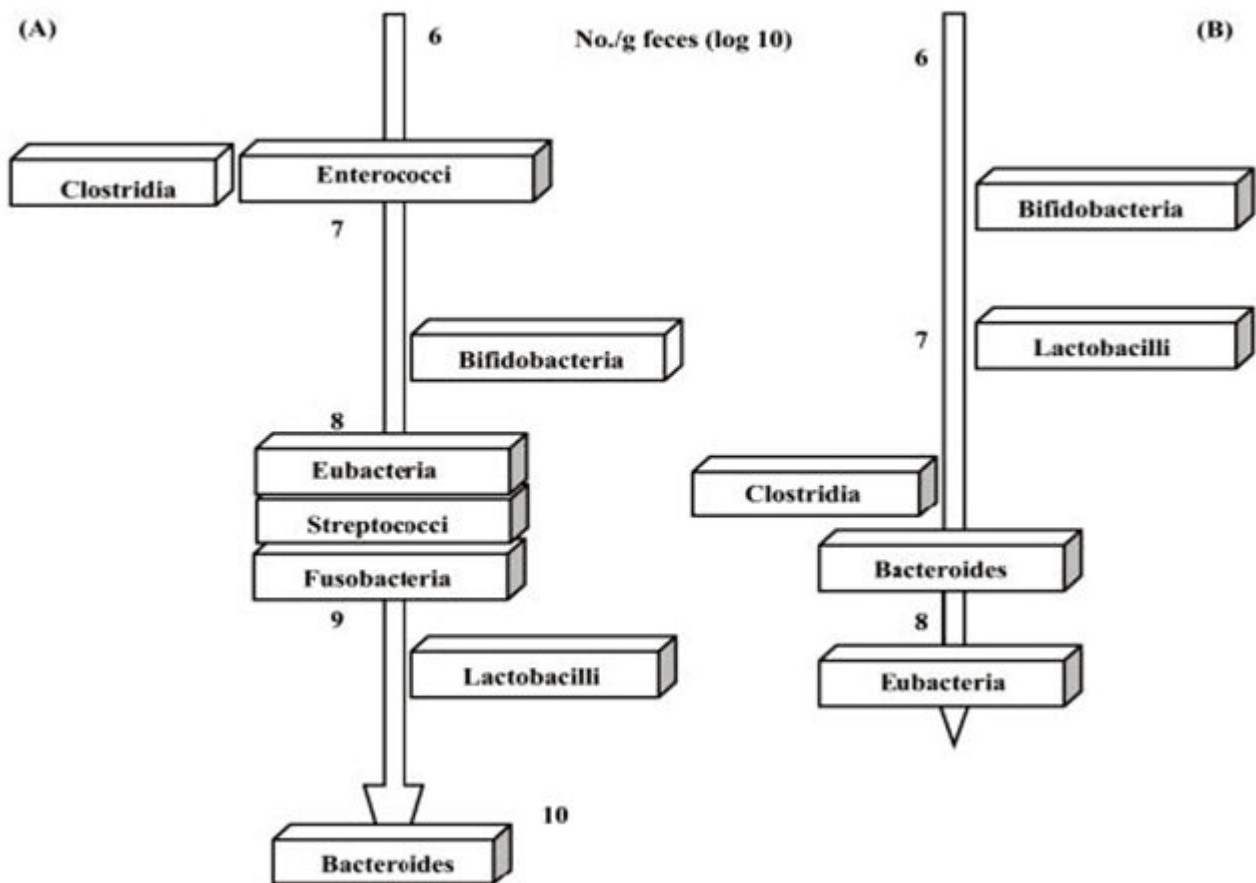 (A)
6
No./g feces (log 10)
(B)
6
Clostridia
Enterococci
7
Bifidobacteria
Bifidobacteria
7
Lactobacilli
8
Eubacteria
Streptococci
Fusobacteria
9
Lactobacilli
10
Bacteroides
Clostridia
Bacteroides
8
Eubacteria